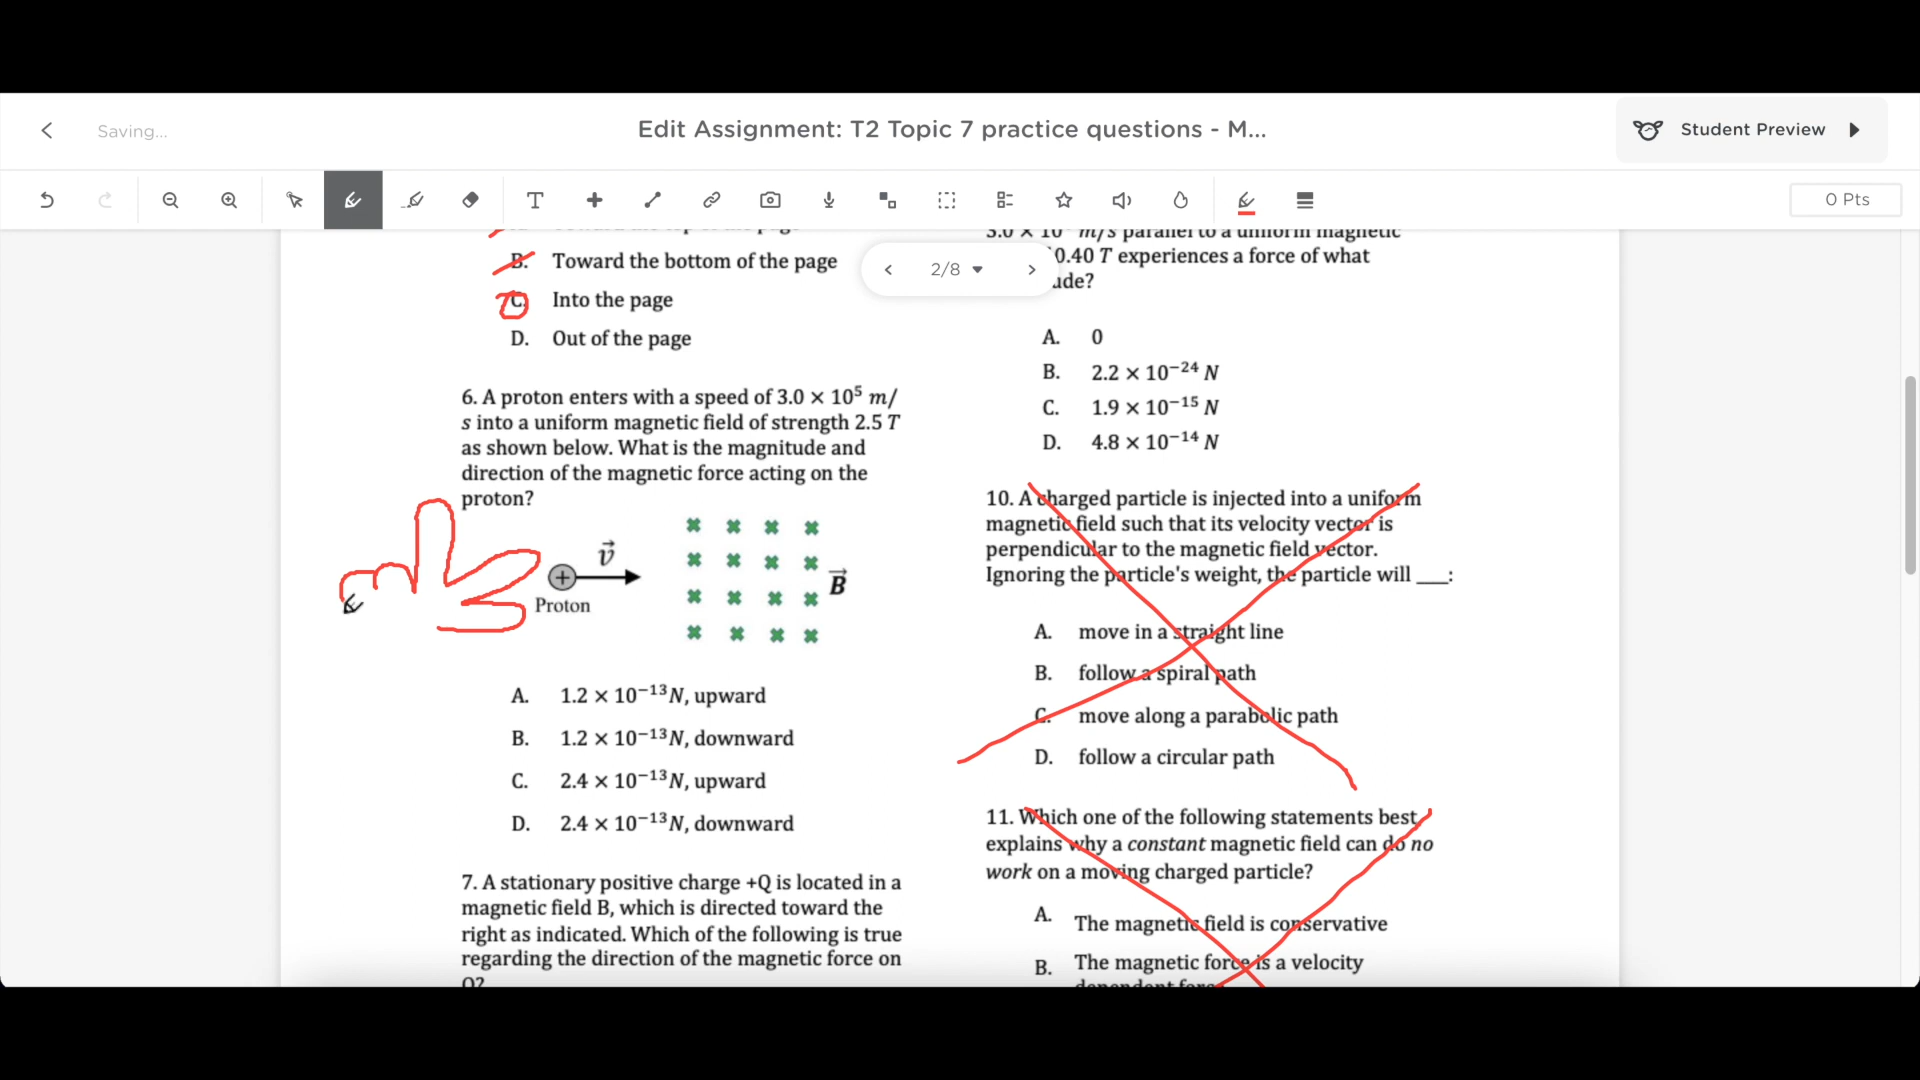 Saving...
Edit Assignment: T2 Topic 7 practice questions - M...
Student Preview
0 Pts
2/8
B. Toward the bottom of the page
C. Into the page
D. Out of the page
6. A proton enters with a speed of 3.0 × 10⁵ m/
s into a uniform magnetic field of strength 2.5 T
as shown below. What is the magnitude and
direction of the magnetic force acting on the
proton?
v⃗
B⃗
+
Proton
A. 1.2 × 10⁻¹³N, upward
B. 1.2 × 10⁻¹³N, downward
C. 2.4 × 10⁻¹³N, upward
D. 2.4 × 10⁻¹³N, downward
7. A stationary positive charge +Q is located in a
magnetic field B, which is directed toward the
right as indicated. Which of the following is true
regarding the direction of the magnetic force on
Q?
3.0 × 10 m/s parallel to a uniform magnetic
0.40 T experiences a force of what
A. 0
B. 2.2 × 10⁻²⁴ N
C. 1.9 × 10⁻¹⁵ N
D. 4.8 × 10⁻¹⁴ N
10. A charged particle is injected into a uniform
magnetic field such that its velocity vector is
perpendicular to the magnetic field vector.
Ignoring the particle's weight, the particle will ___:
A. move in a straight line
B. follow a spiral path
C. move along a parabolic path
D. follow a circular path
11. Which one of the following statements best
explains why a constant magnetic field can do no
work on a moving charged particle?
A. The magnetic field is conservative
B. The magnetic force is a velocity
dependent force